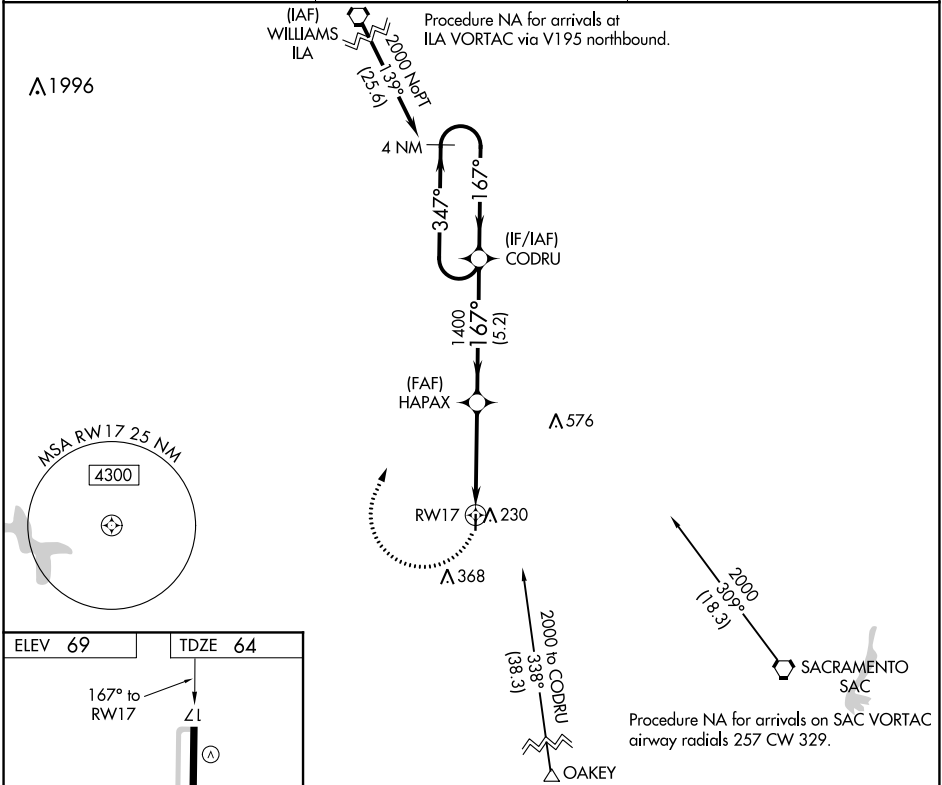 (IAF)
WILLIAMS
ILA
Procedure NA for arrivals at
ILA VORTAC via V195 northbound.
2000 NoPT
139°
(25.6)
1996
4 NM
347°
167°
(IF/IAF)
CODRU
1400
167°
(5.2)
(FAF)
HAPAX
576
MSA RW17 25 NM
4300
RW17
230
368
2000
309°
(18.3)
2000 to CODRU
338°
(38.3)
SACRAMENTO
SAC
Procedure NA for arrivals on SAC VORTAC
airway radials 257 CW 329.
OAKEY
ELEV 69
TDZE 64
167° to
RW17
17
V